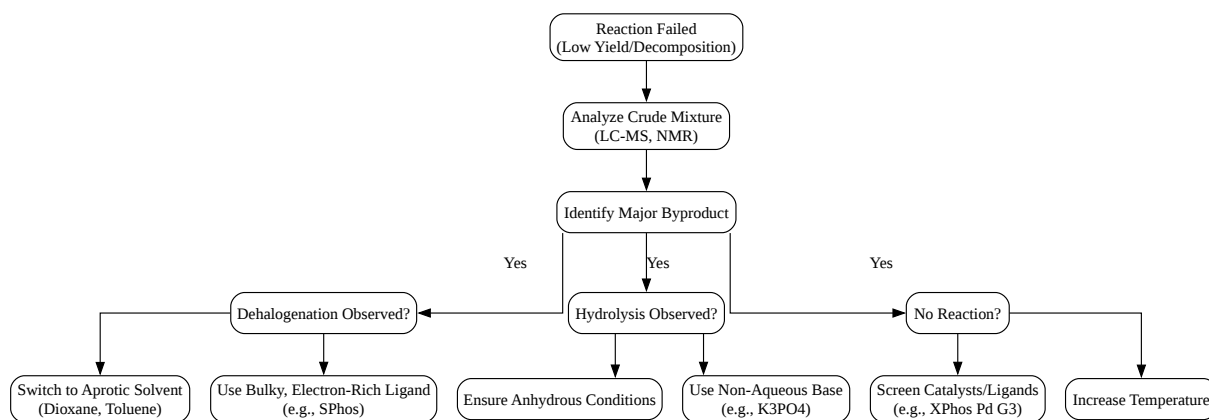 Reaction Failed
(Low Yield/Decomposition)
Analyze Crude Mixture
(LC-MS, NMR)
Identify Major Byproduct
Yes
Yes
Yes
Dehalogenation Observed?
Hydrolysis Observed?
No Reaction?
Switch to Aprotic Solvent
(Dioxane, Toluene)
Use Bulky, Electron-Rich Ligand
(e.g., SPhos)
Ensure Anhydrous Conditions
Use Non-Aqueous Base
(e.g., K3PO4)
Screen Catalysts/Ligands
(e.g., XPhos Pd G3)
Increase Temperature